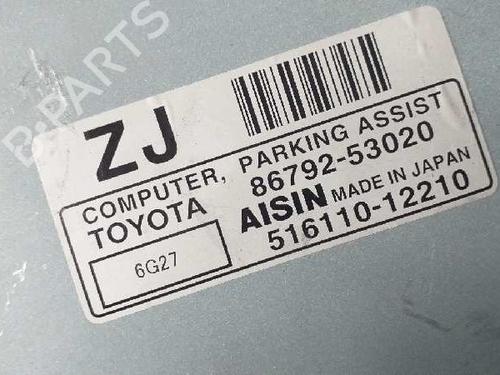 B-PARTS
ZJ
COMPUTER, PARKING ASSIST
TOYOTA 86792-53020
AISIN MADE IN JAPAN
6G27 516110-12210